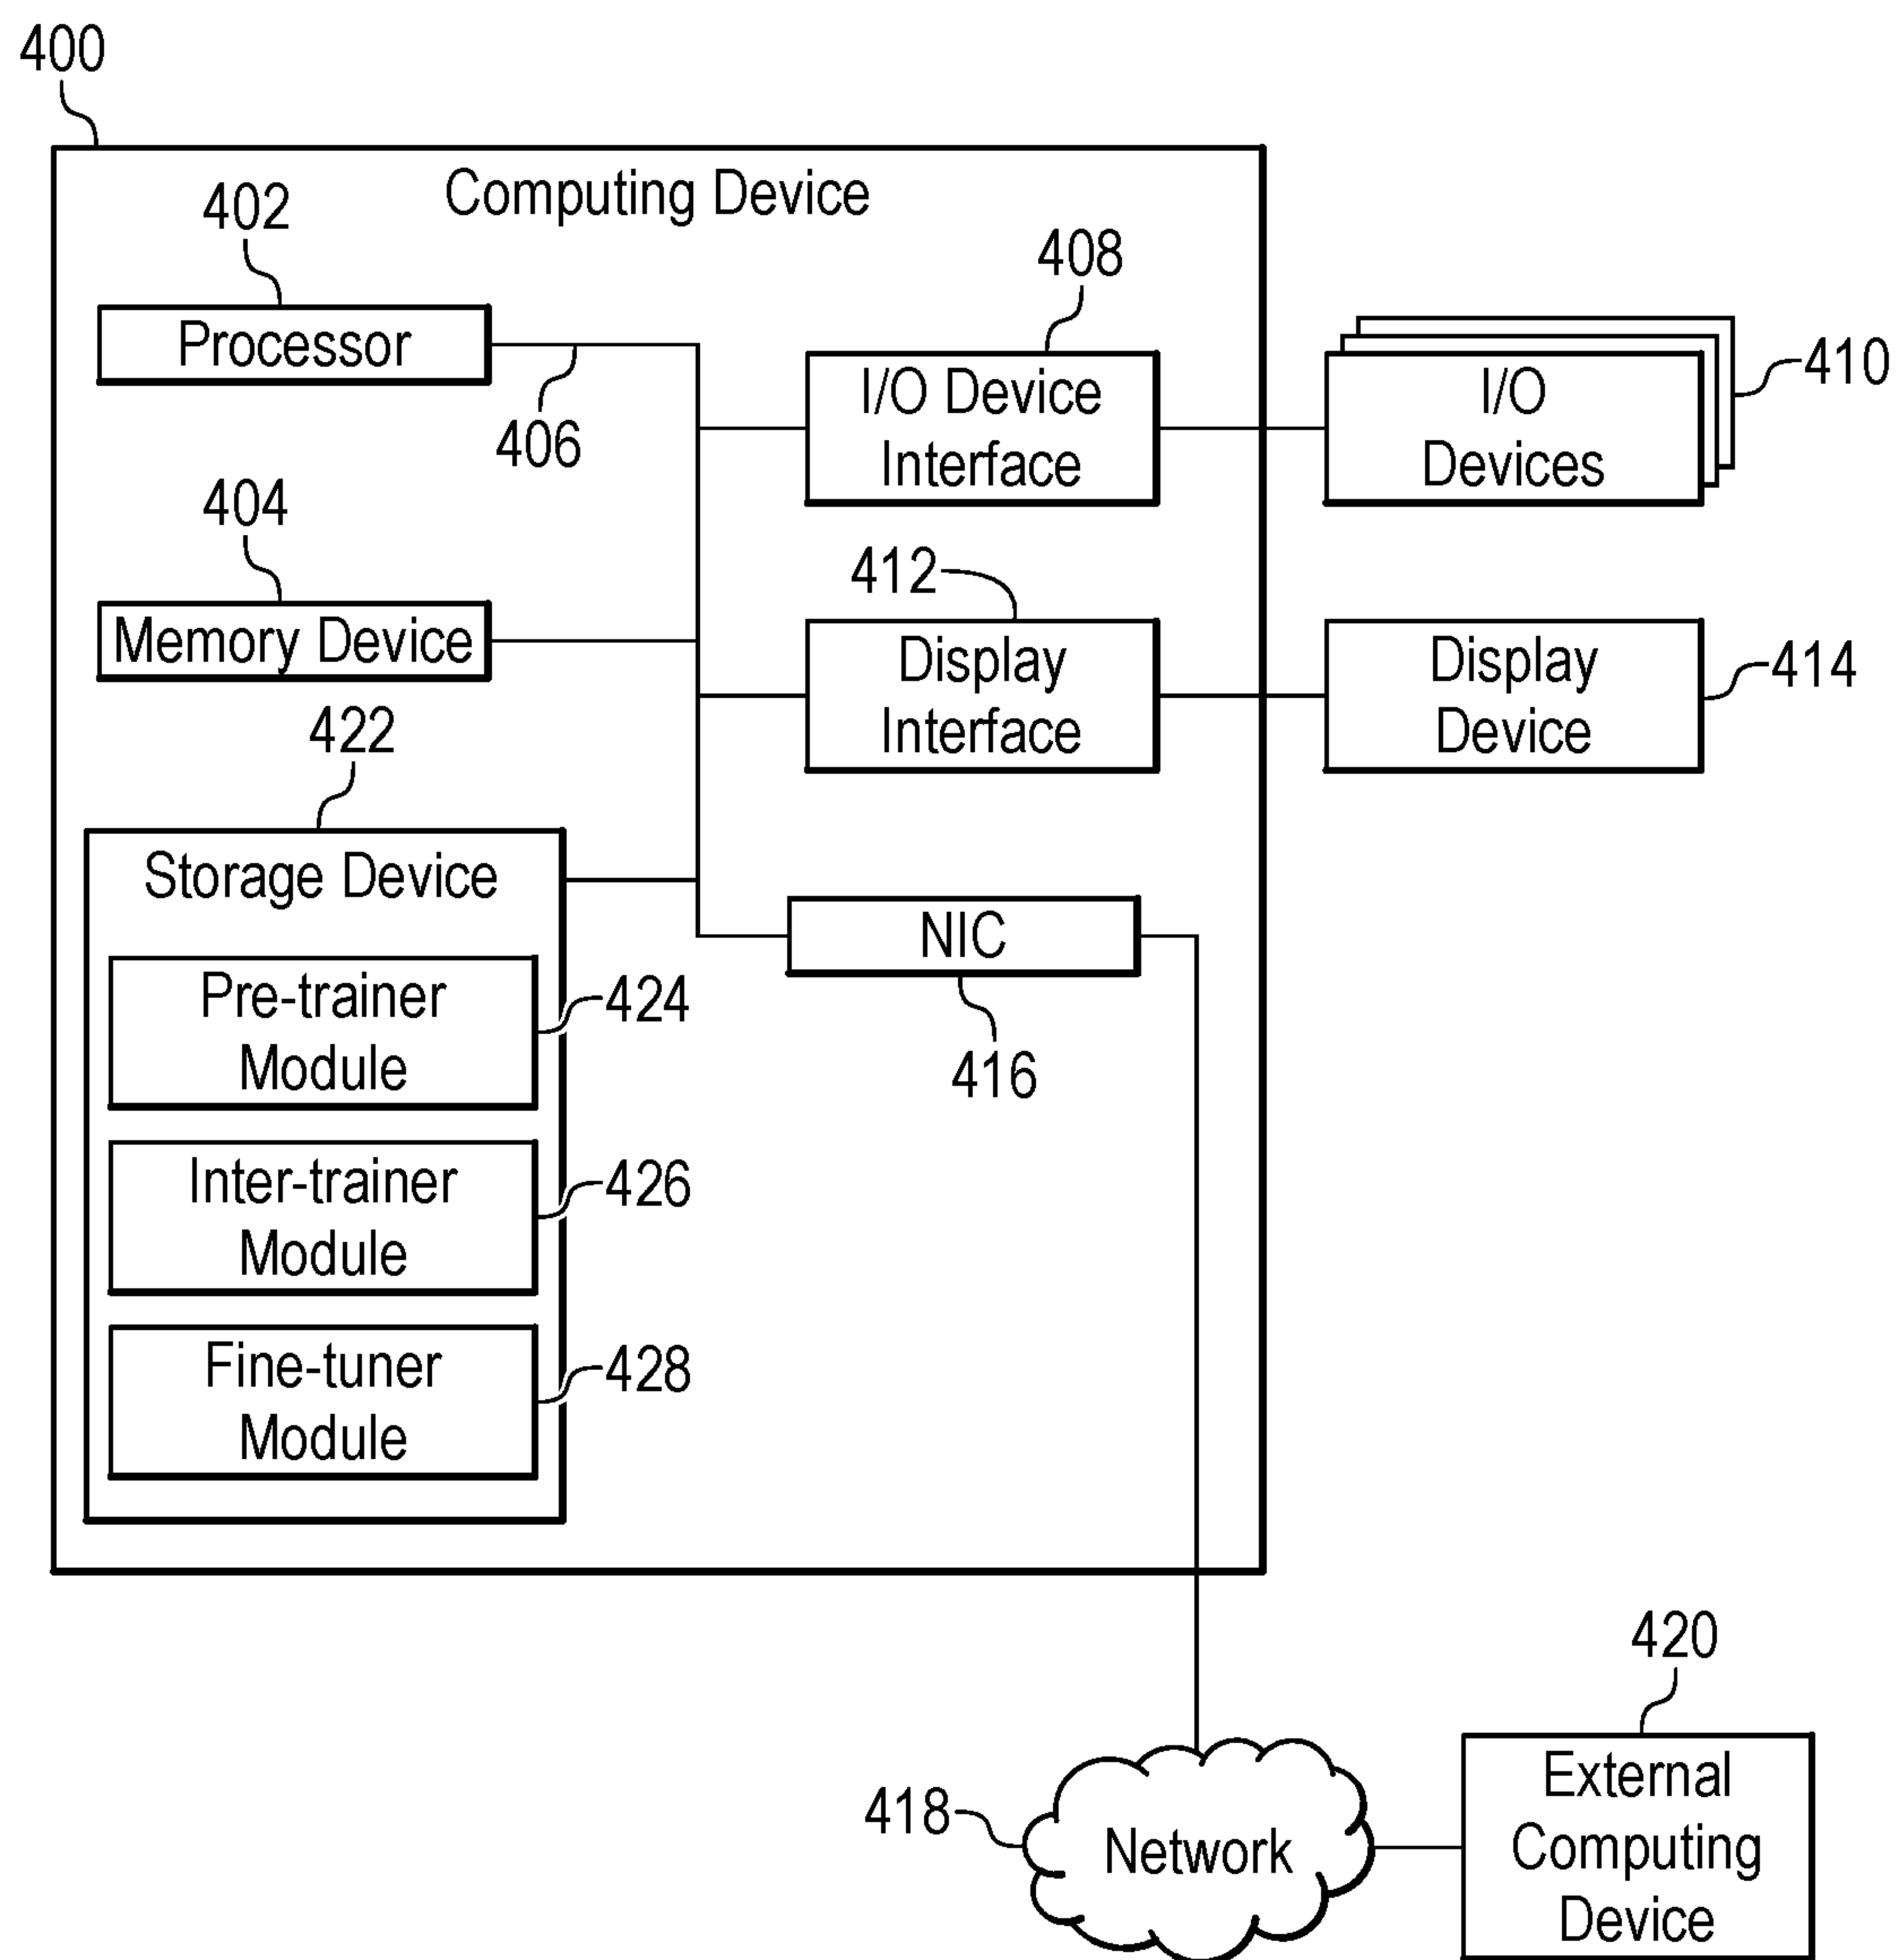 400
Computing Device
402
Processor
406
408
I/O Device
Interface
I/O
Devices
410
404
Memory Device
412
Display
Interface
Display
Device
414
422
Storage Device
Pre-trainer
Module
424
Inter-trainer
Module
426
Fine-tuner
Module
428
NIC
416
418
Network
420
External
Computing
Device